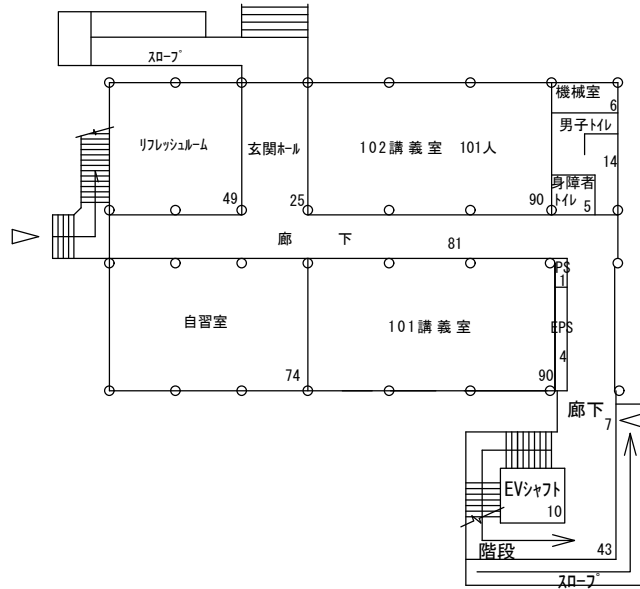 ｽﾛｰﾌﾟ
機械室
6
ﾘﾌﾚｯｼｭﾙｰﾑ
玄関ホール
102講義室 101人
男子ﾄｲﾚ
14
身障者
ﾄｲﾚ
5
49
25
90
廊下
81
PS
1
自習室
101講義室
EPS
4
74
90
廊下
7
EVｼｬﾌﾄ
10
階段
43
ｽﾛｰﾌﾟ